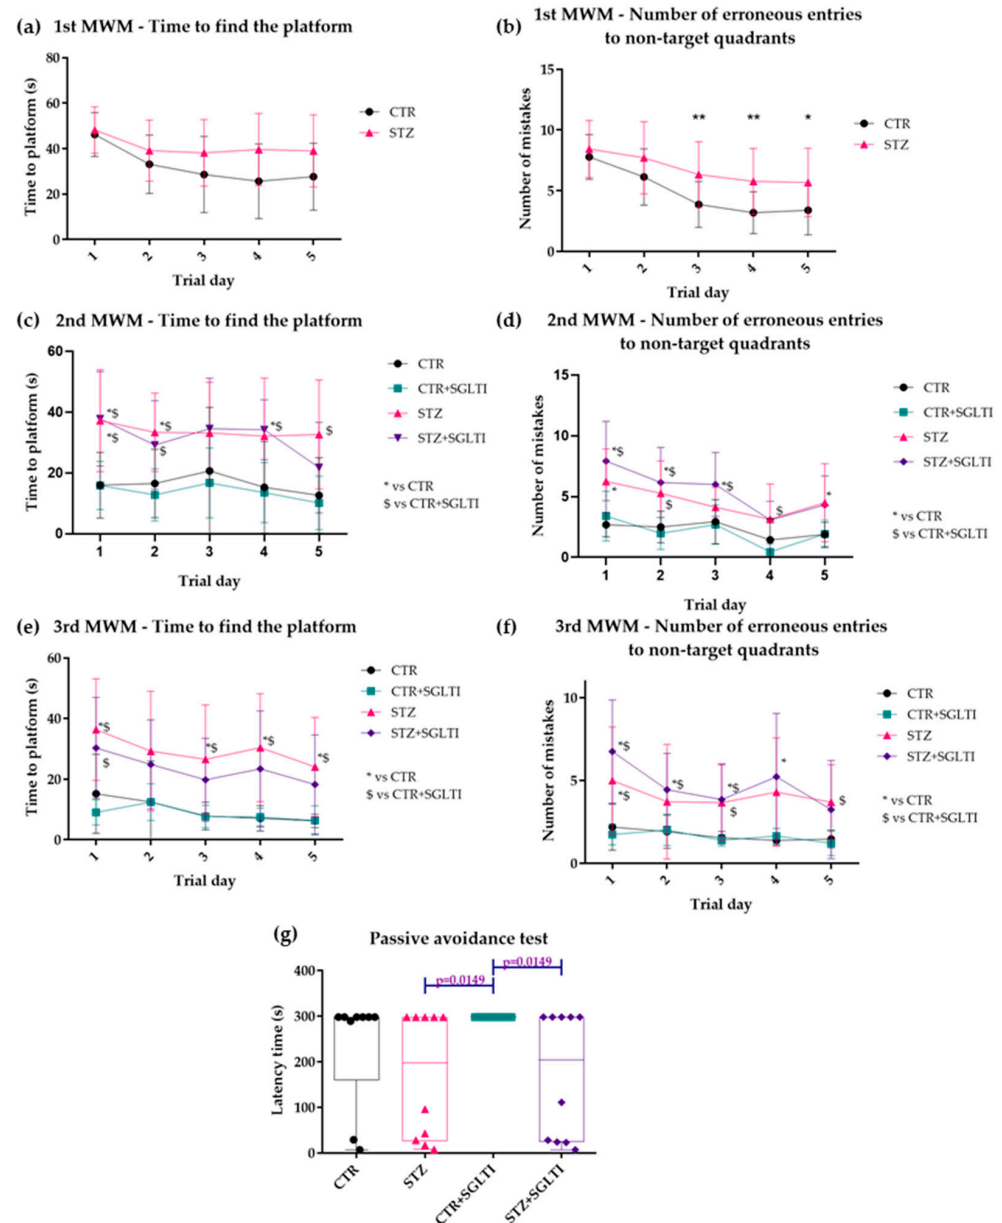 (a) 1st MWM - Time to find the platform
Time to platform (s)
80
60
40
20
0
1
2
3
4
5
Trial day
CTR
STZ
(b) 1st MWM - Number of erroneous entries
to non-target quadrants
Number of mistakes
15
10
5
0
** ** *
1
2
3
4
5
Trial day
CTR
STZ
(c) 2nd MWM - Time to find the platform
Time to platform (s)
60
40
20
0
*$
*$
*$
$
*$
$
1
2
3
4
5
Trial day
CTR
CTR+SGLTI
STZ
STZ+SGLTI
* vs CTR
$ vs CTR+SGLTI
(d) 2nd MWM - Number of erroneous entries
to non-target quadrants
Number of mistakes
15
10
5
0
*$
*
*$
$
*$
$
*
1
2
3
4
5
Trial day
CTR
CTR+SGLTI
STZ
STZ+SGLTI
* vs CTR
$ vs CTR+SGLTI
(e) 3rd MWM - Time to find the platform
Time to platform (s)
60
40
20
0
*$
$
*$
*$
*$
1
2
3
4
5
Trial day
CTR
CTR+SGLTI
STZ
STZ+SGLTI
* vs CTR
$ vs CTR+SGLTI
(f) 3rd MWM - Number of erroneous entries
to non-target quadrants
Number of mistakes
10
5
0
*$
*$
*$
*$
$
*
$
1
2
3
4
5
Trial day
CTR
CTR+SGLTI
STZ
STZ+SGLTI
* vs CTR
$ vs CTR+SGLTI
(g) Passive avoidance test
Latency time (s)
400
300
200
100
0
p=0.0149
p=0.0149
CTR
STZ
CTR+SGLTI
STZ+SGLTI